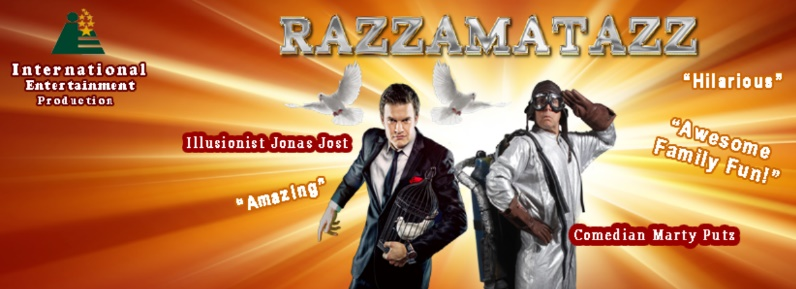 RAZZAMATAZZ
International
Entertainment
Production
"Hilarious"
Illusionist Jonas Jost
"Awesome
Family Fun!"
"Amazing"
Comedian Marty Putz